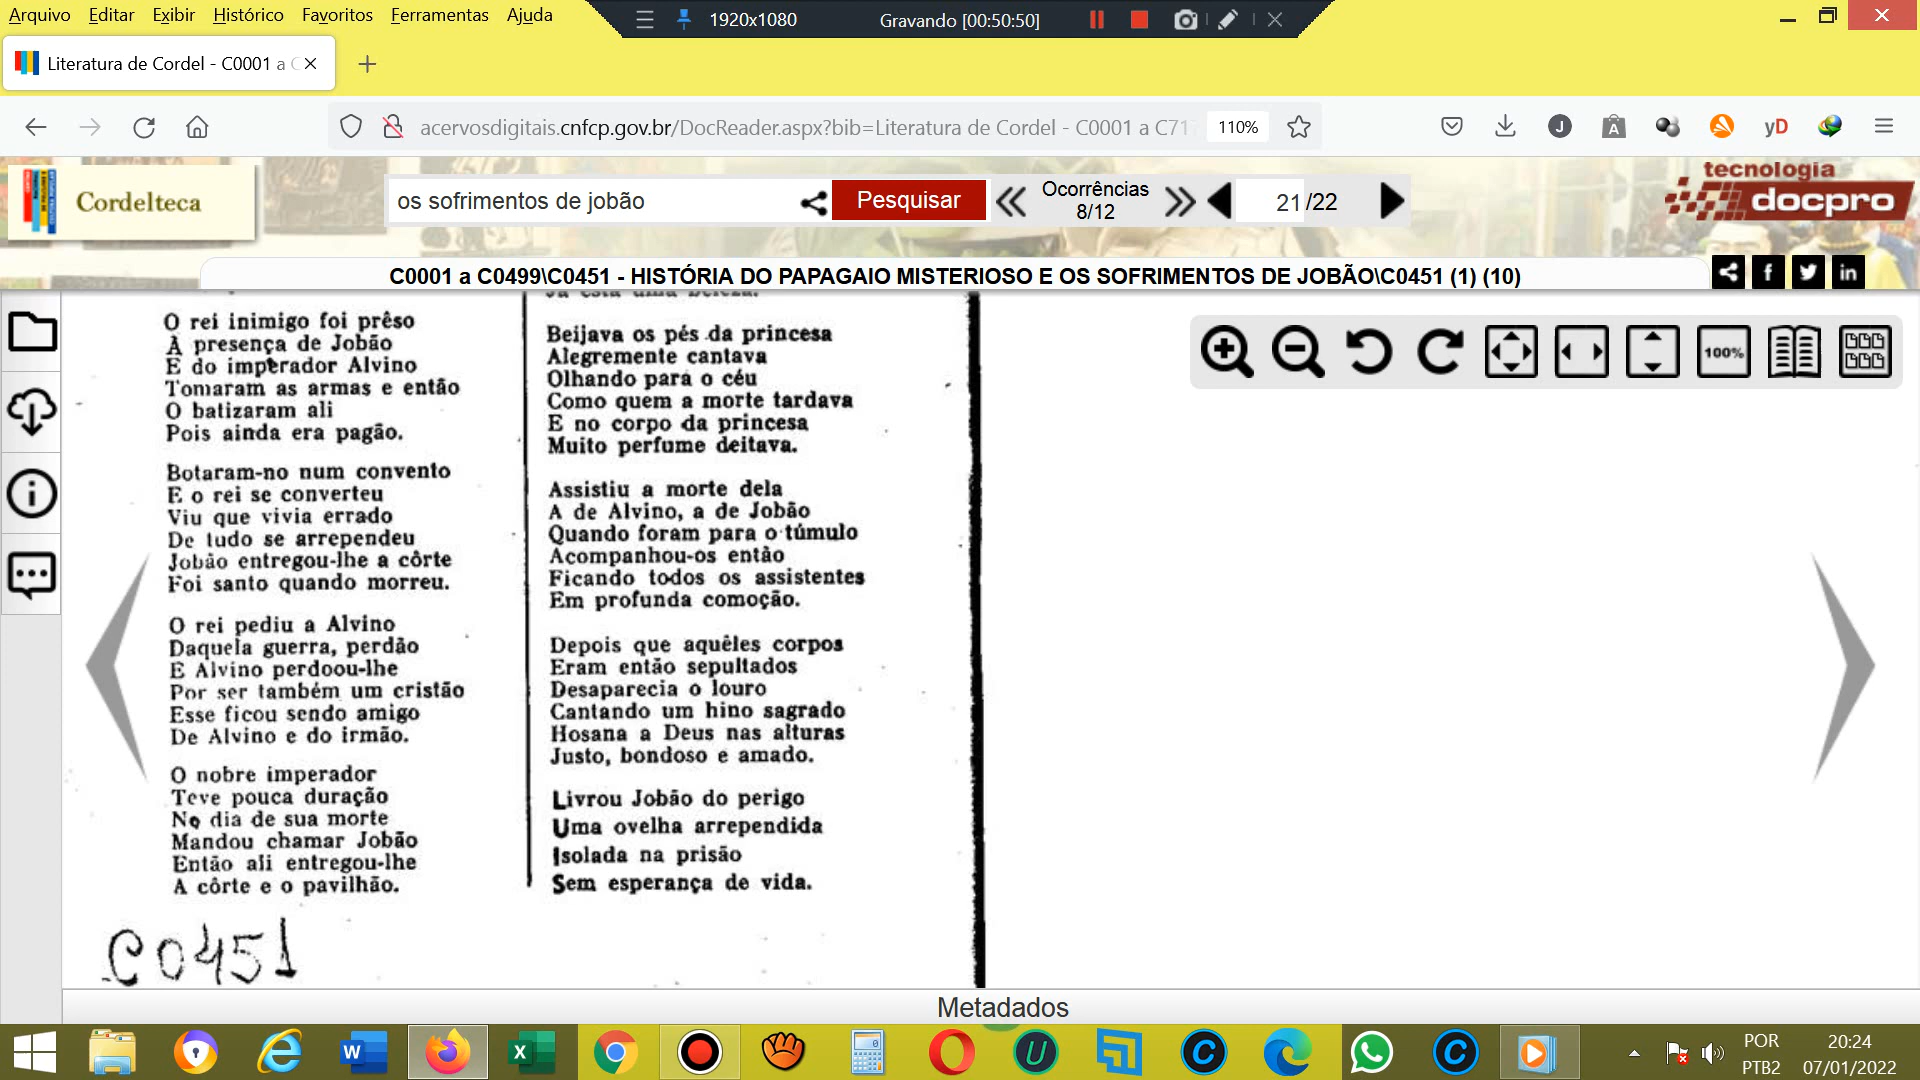 Arquivo Editar Exibir Histórico Favoritos Ferramentas Ajuda
1920x1080 Gravando [00:50:50]
Literatura de Cordel - C0001 a C
acervosdigitais.cnfcp.gov.br/DocReader.aspx?bib=Literatura de Cordel - C0001 a C717 110%
Cordelteca
os sofrimentos de jobão
Pesquisar
Ocorrências
8/12
21 /22
tecnologia
docpro
C0001 a C0499\C0451 - HISTÓRIA DO PAPAGAIO MISTERIOSO E OS SOFRIMENTOS DE JOBÃO\C0451 (1) (10)
100%
O rei inimigo foi prêso
À presença de Jobão
E do imperador Alvino
Tomaram as armas e então
O batizaram ali
Pois ainda era pagão.
Botaram-no num convento
E o rei se converteu
Viu que vivia errado
De tudo se arrependeu
Jobão entregou-lhe a côrte
Foi santo quando morreu.
O rei pediu a Alvino
Daquela guerra, perdão
E Alvino perdoou-lhe
Por ser também um cristão
Esse ficou sendo amigo
De Alvino e do irmão.
O nobre imperador
Teve pouca duração
No dia de sua morte
Mandou chamar Jobão
Então ali entregou-lhe
A côrte e o pavilhão.
Já está uma beleza.
Beijava os pés da princesa
Alegremente cantava
Olhando para o céu
Como quem a morte tardava
E no corpo da princesa
Muito perfume deitava.
Assistiu a morte dela
A de Alvino, a de Jobão
Quando foram para o túmulo
Acompanhou-os então
Ficando todos os assistentes
Em profunda comoção.
Depois que aquêles corpos
Eram então sepultados
Desaparecia o louro
Cantando um hino sagrado
Hosana a Deus nas alturas
Justo, bondoso e amado.
Livrou Jobão do perigo
Uma ovelha arrependida
Isolada na prisão
Sem esperança de vida.
C0451
Metadados
POR
PTB2
20:24
07/01/2022